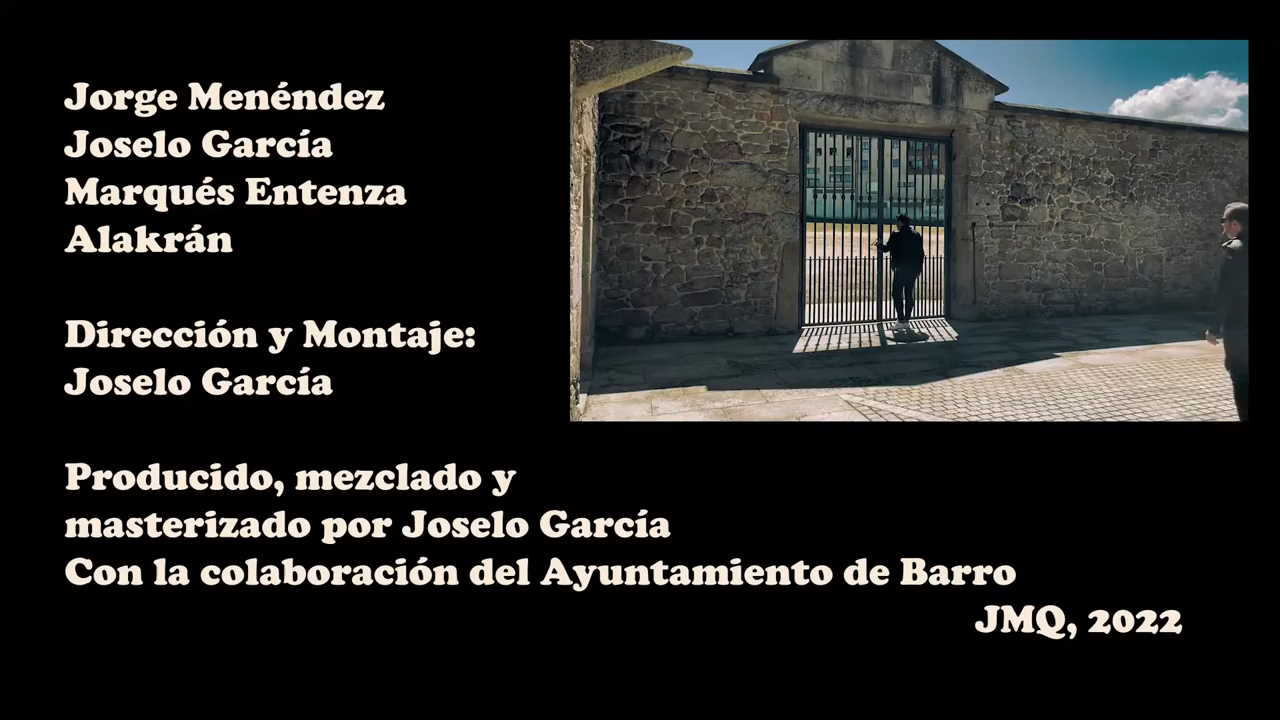 Jorge Menéndez
Joselo García
Marqués Entenza
Alakrán
Dirección y Montaje:
Joselo García
Producido, mezclado y
masterizado por Joselo García
Con la colaboración del Ayuntamiento de Barro
JMQ, 2022